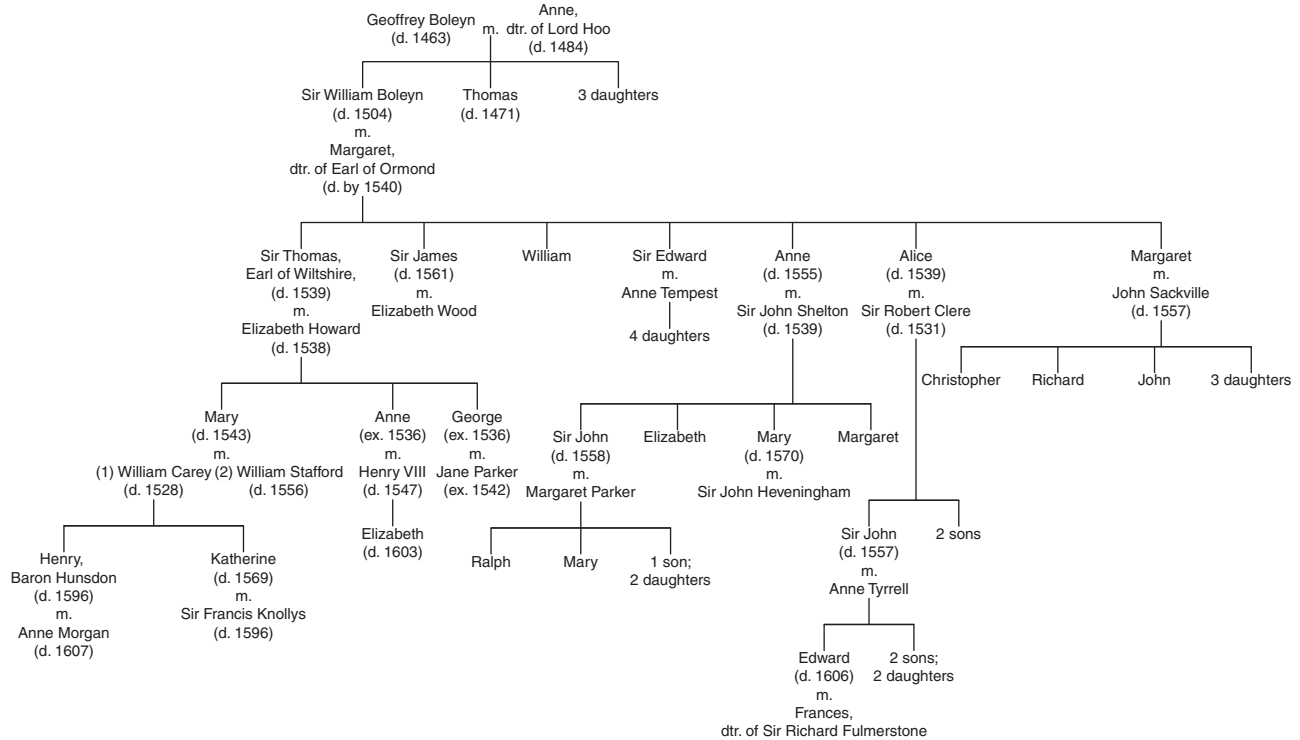 Geoffrey Boleyn
(d. 1463)
m.
Anne,
dtr. of Lord Hoo
(d. 1484)
Sir William Boleyn
(d. 1504)
m.
Margaret,
dtr. of Earl of Ormond
(d. by 1540)
Thomas
(d. 1471)
3 daughters
Sir Thomas,
Earl of Wiltshire,
(d. 1539)
m.
Elizabeth Howard
(d. 1538)
Sir James
(d. 1561)
m.
Elizabeth Wood
William
Sir Edward
m.
Anne Tempest
4 daughters
Anne
(d. 1555)
m.
Sir John Shelton
(d. 1539)
Alice
(d. 1539)
m.
Sir Robert Clere
(d. 1531)
Margaret
m.
John Sackville
(d. 1557)
Christopher
Richard
John
3 daughters
Mary
(d. 1543)
m.
(1) William Carey (2) William Stafford
(d. 1528)
(d. 1556)
Anne
(ex. 1536)
m.
Henry VIII
(d. 1547)
George
(ex. 1536)
m.
Jane Parker
(ex. 1542)
Elizabeth
(d. 1603)
Sir John
(d. 1558)
m.
Margaret Parker
Elizabeth
Mary
(d. 1570)
m.
Sir John Heveningham
Margaret
Henry,
Baron Hunsdon
(d. 1596)
m.
Anne Morgan
(d. 1607)
Katherine
(d. 1569)
m.
Sir Francis Knollys
(d. 1596)
Ralph
Mary
1 son;
2 daughters
Sir John
(d. 1557)
m.
Anne Tyrrell
2 sons
Edward
(d. 1606)
m.
Frances,
dtr. of Sir Richard Fulmerstone
2 sons;
2 daughters